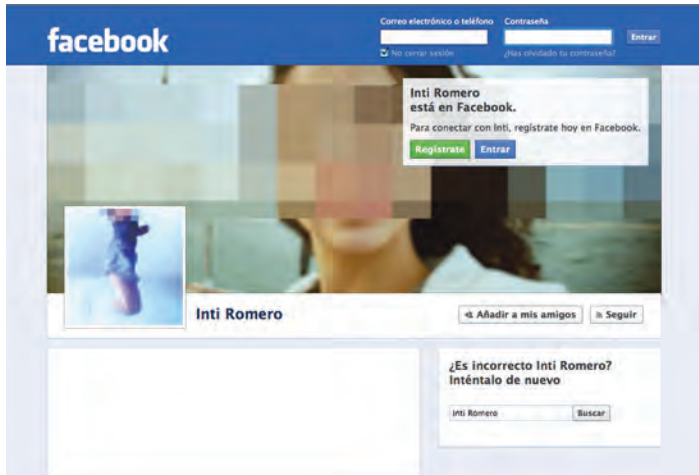 Correo electrónico o teléfono Contraseña
facebook
Entrar
No cerrar sesión ¿Has olvidado tu contraseña?
Inti Romero
está en Facebook.
Para conectar con Inti, regístrate hoy en Facebook.
Regístrate Entrar
Inti Romero
Añadir a mis amigos Seguir
¿Es incorrecto Inti Romero?
Inténtalo de nuevo
Inti Romero Buscar